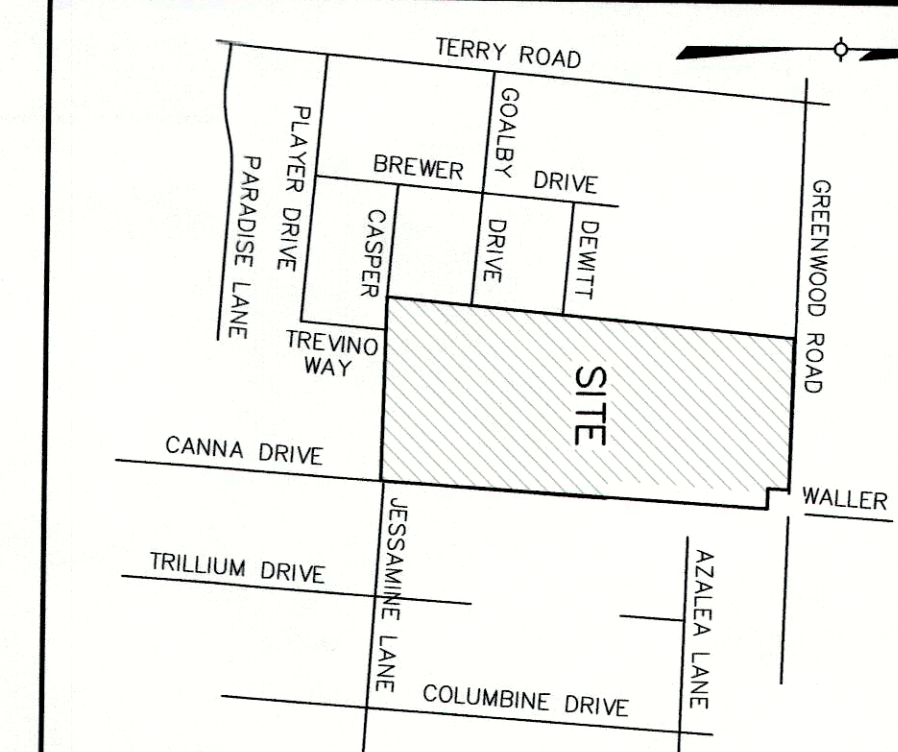 TERRY ROAD
GOALBY
DRIVE
PLAYER DRIVE
BREWER DRIVE
PARADISE LANE
CASPER
DEWITT
GREENWOOD ROAD
TREVINO
WAY
SITE
CANNA DRIVE
WALLER
JESSAMINE LANE
TRILLIUM DRIVE
AZALEA LANE
COLUMBINE DRIVE